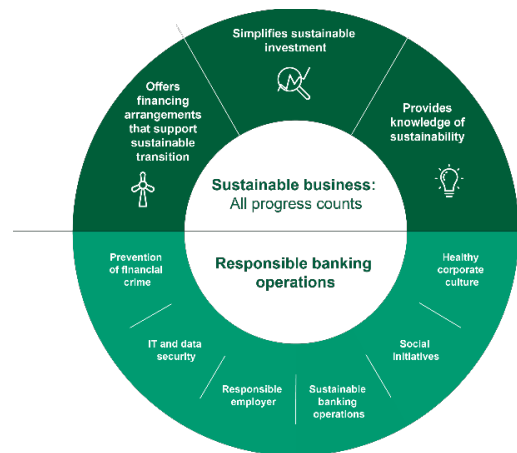 Simplifies sustainable
investment
Offers
financing
arrangements
that support
sustainable
transition
Provides
knowledge of
sustainability
Sustainable business:
All progress counts
Responsible banking
operations
Prevention
of financial
crime
Healthy
corporate
culture
IT and data
security
Social
initiatives
Responsible
employer
Sustainable
banking
operations